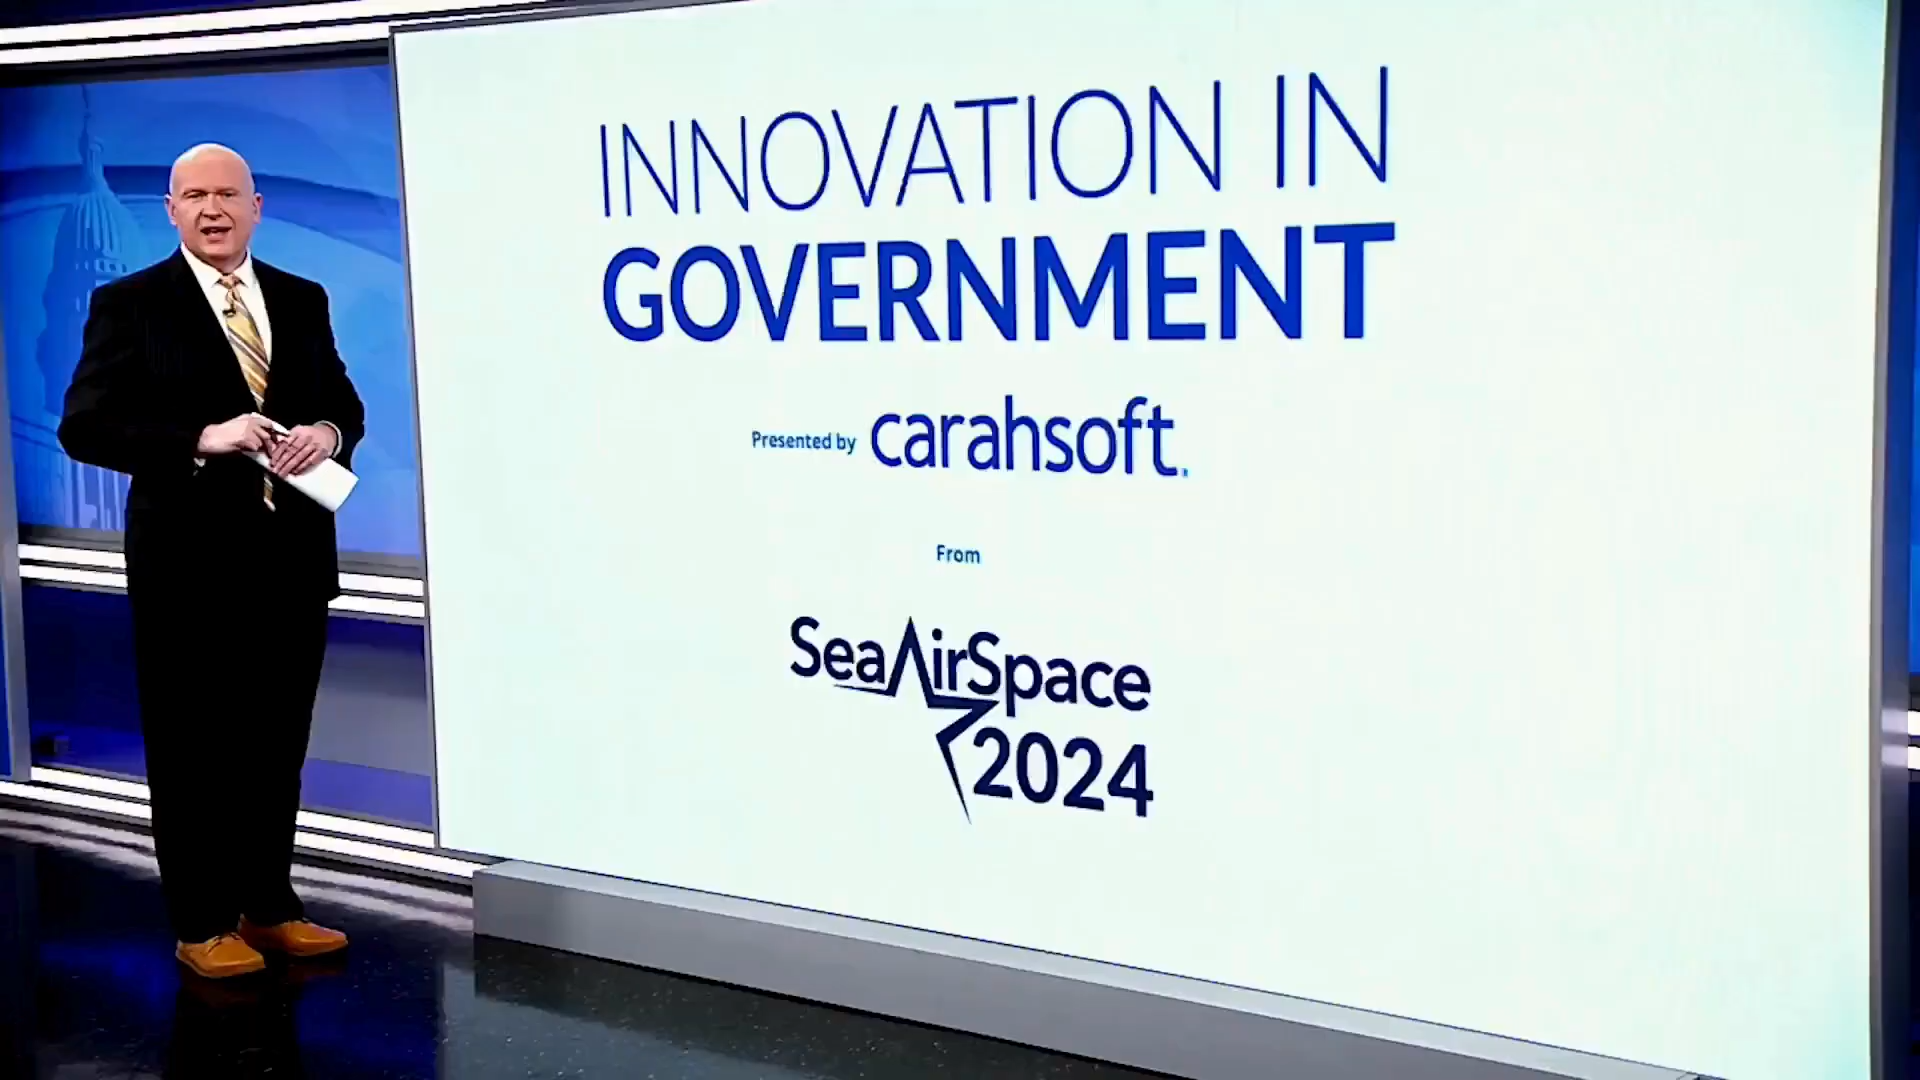 INNOVATION IN
GOVERNMENT
Presented by carahsoft.
From
SeaAirSpace
2024